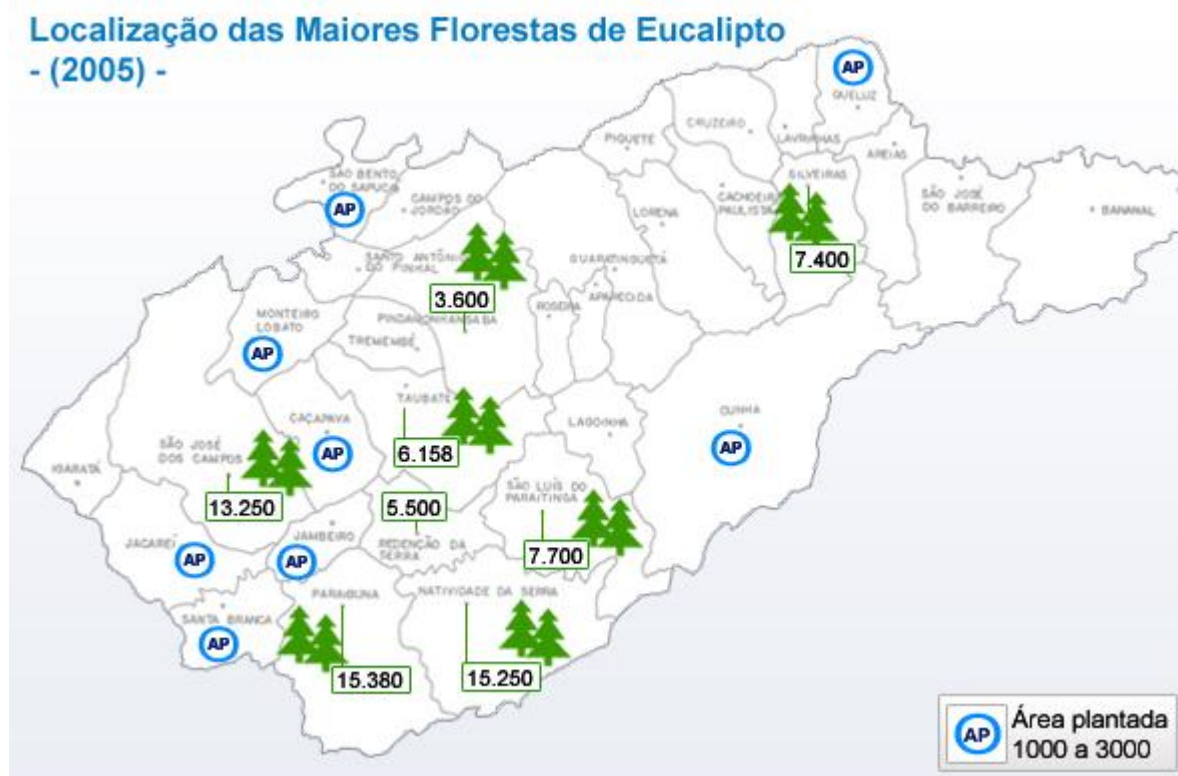 Localização das Maiores Florestas de Eucalipto
- (2005) -
AP
QUELUZ
CRUZEIRO
PIQUETE
LAVRINHAS
AREIAS
SÃO BENTO
DO SAPUCAÍ
AP
CAMPOS DO
JORDÃO
SILVEIRAS
CACHOEIRA
PAULISTA
SÃO JOSÉ
DO BARREIRO
BANANAL
LORENA
7.400
SANTO ANTÔNIO
DO PINHAL
GUARATINGUETÁ
3.600
APARECIDA
ROSEIRA
PINDAMONHANGABA
MONTEIRO
LOBATO
AP
TREMEMBÉ
TAUBATÉ
CAÇAPAVA
AP
LAGOINHA
CUNHA
AP
SÃO JOSÉ
DOS CAMPOS
6.158
IGARATÁ
13.250
5.500
SÃO LUÍS DO
PARAITINGA
JACAREÍ
AP
JAMBEIRO
AP
REDENÇÃO DA
SERRA
7.700
PARAIBUNA
NATIVIDADE DA SERRA
SANTA BRANCA
AP
15.380
15.250
AP
Área plantada
1000 a 3000